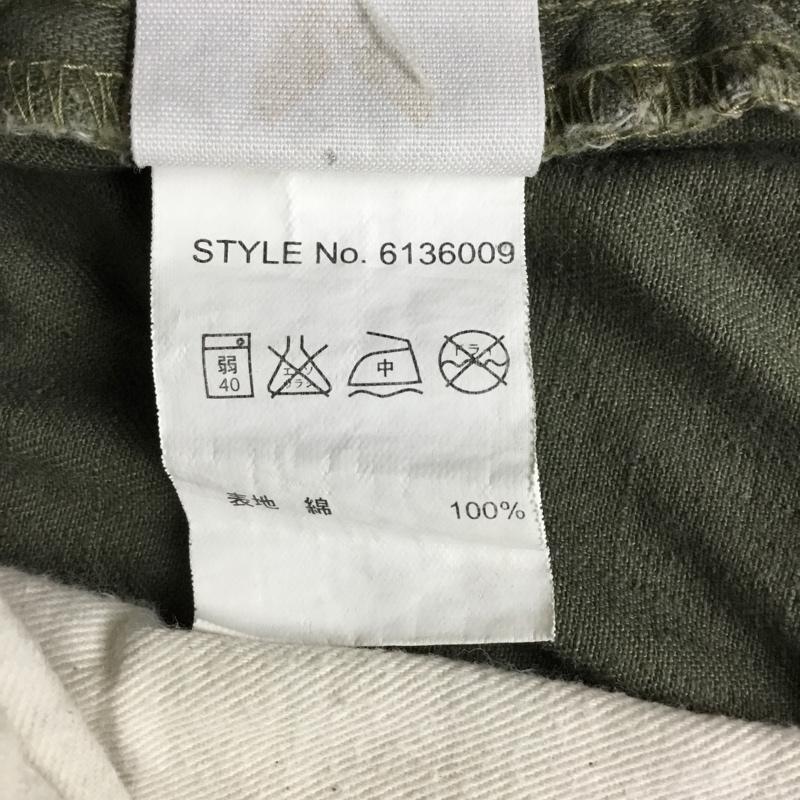 STYLE No. 6136009
弱 エンソ 中 ドライ
40 サラシ
表地 綿 100%